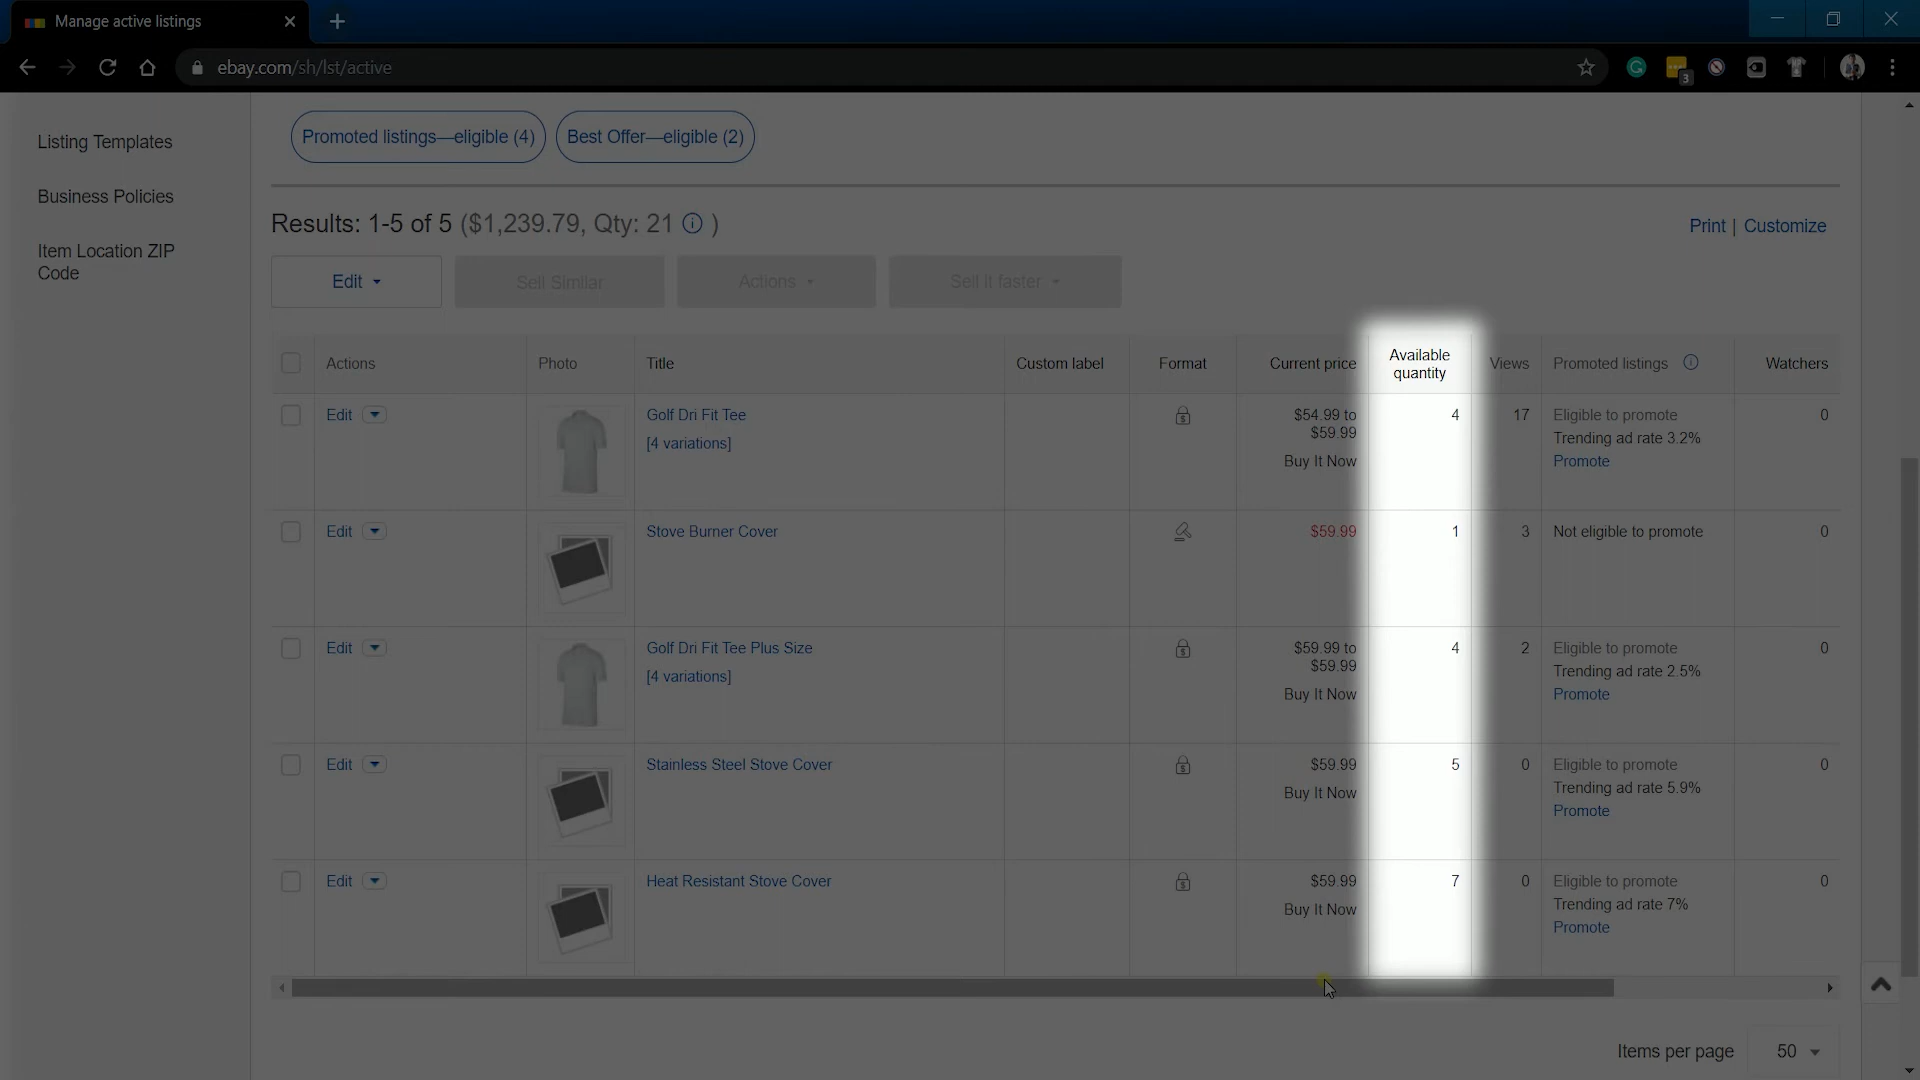 Manage active listings
ebay.com/sh/lst/active
3
Listing Templates
Business Policies
Item Location ZIP
Code
Promoted listings—eligible (4)
Best Offer—eligible (2)
Results: 1-5 of 5 ($1,239.79, Qty: 21 )
Print | Customize
Edit
Sell Similar
Actions
Sell it faster
Actions
Photo
Title
Custom label
Format
Current price
Available
quantity
Views
Promoted listings
Watchers
Edit
Golf Dri Fit Tee
[4 variations]
$54.99 to
$59.99
Buy It Now
4
17
Eligible to promote
Trending ad rate 3.2%
Promote
0
Edit
Stove Burner Cover
$59.99
1
3
Not eligible to promote
0
Edit
Golf Dri Fit Tee Plus Size
[4 variations]
$59.99 to
$59.99
Buy It Now
4
2
Eligible to promote
Trending ad rate 2.5%
Promote
0
Edit
Stainless Steel Stove Cover
$59.99
Buy It Now
5
0
Eligible to promote
Trending ad rate 5.9%
Promote
0
Edit
Heat Resistant Stove Cover
$59.99
Buy It Now
7
0
Eligible to promote
Trending ad rate 7%
Promote
0
Items per page
50